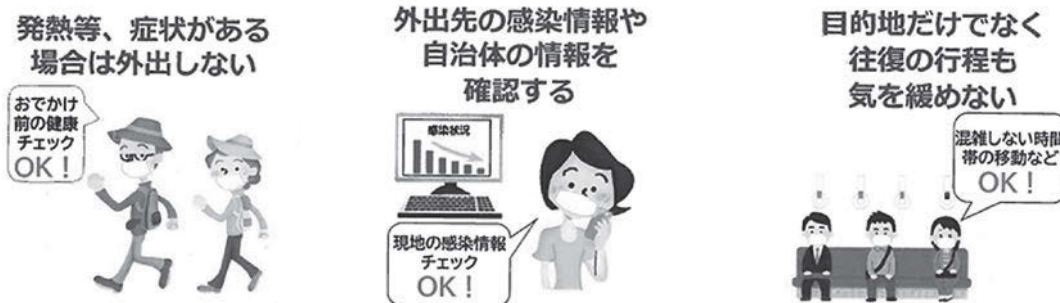 発熱等、症状がある
場合は外出しない
おでかけ
前の健康
チェック
OK！
外出先の感染情報や
自治体の情報を
確認する
感染状況
現地の感染情報
チェック
OK！
目的地だけでなく
往復の行程も
気を緩めない
混雑しない時間
帯の移動など
OK！